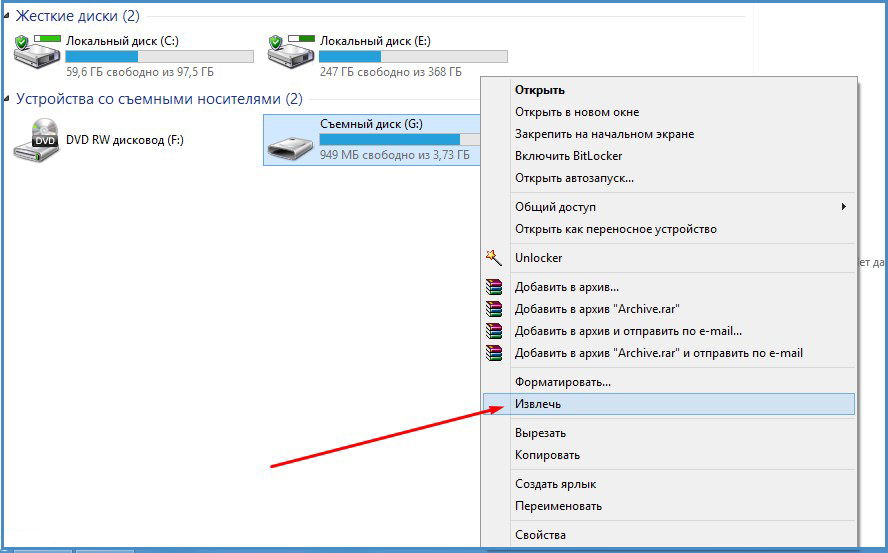 Жесткие диски (2)
Локальный диск (C:)
59,6 ГБ свободно из 97,5 ГБ
Локальный диск (E:)
247 ГБ свободно из 368 ГБ
Устройства со съемными носителями (2)
DVD
DVD RW дисковод (F:)
Съемный диск (G:)
949 МБ свободно из 3,73 ГБ
Открыть
Открыть в новом окне
Закрепить на начальном экране
Включить BitLocker
Открыть автозапуск...
Общий доступ
Открыть как переносное устройство
Unlocker
Добавить в архив...
Добавить в архив "Archive.rar"
Добавить в архив и отправить по e-mail...
Добавить в архив "Archive.rar" и отправить по e-mail
Форматировать...
Извлечь
Вырезать
Копировать
Создать ярлык
Переименовать
Свойства